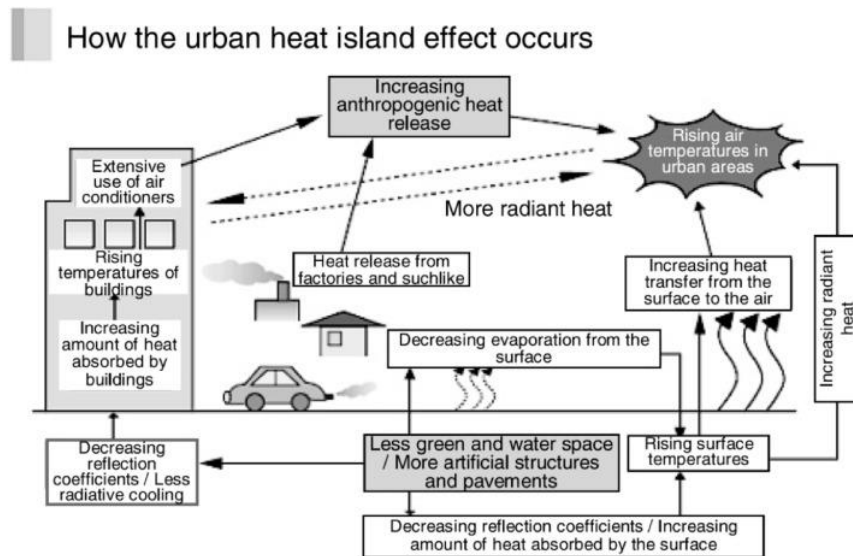 How the urban heat island effect occurs
Increasing
anthropogenic heat
release
Rising air
temperatures in
urban areas
Extensive
use of air
conditioners
More radiant heat
Rising
temperatures of
buildings
Heat release from
factories and suchlike
Increasing heat
transfer from the
surface to the air
Increasing radiant
heat
Increasing
amount of heat
absorbed by
buildings
Decreasing evaporation from the
surface
Decreasing
reflection
coefficients / Less
radiative cooling
Less green and water space
/ More artificial structures
and pavements
Rising surface
temperatures
Decreasing reflection coefficients / Increasing
amount of heat absorbed by the surface